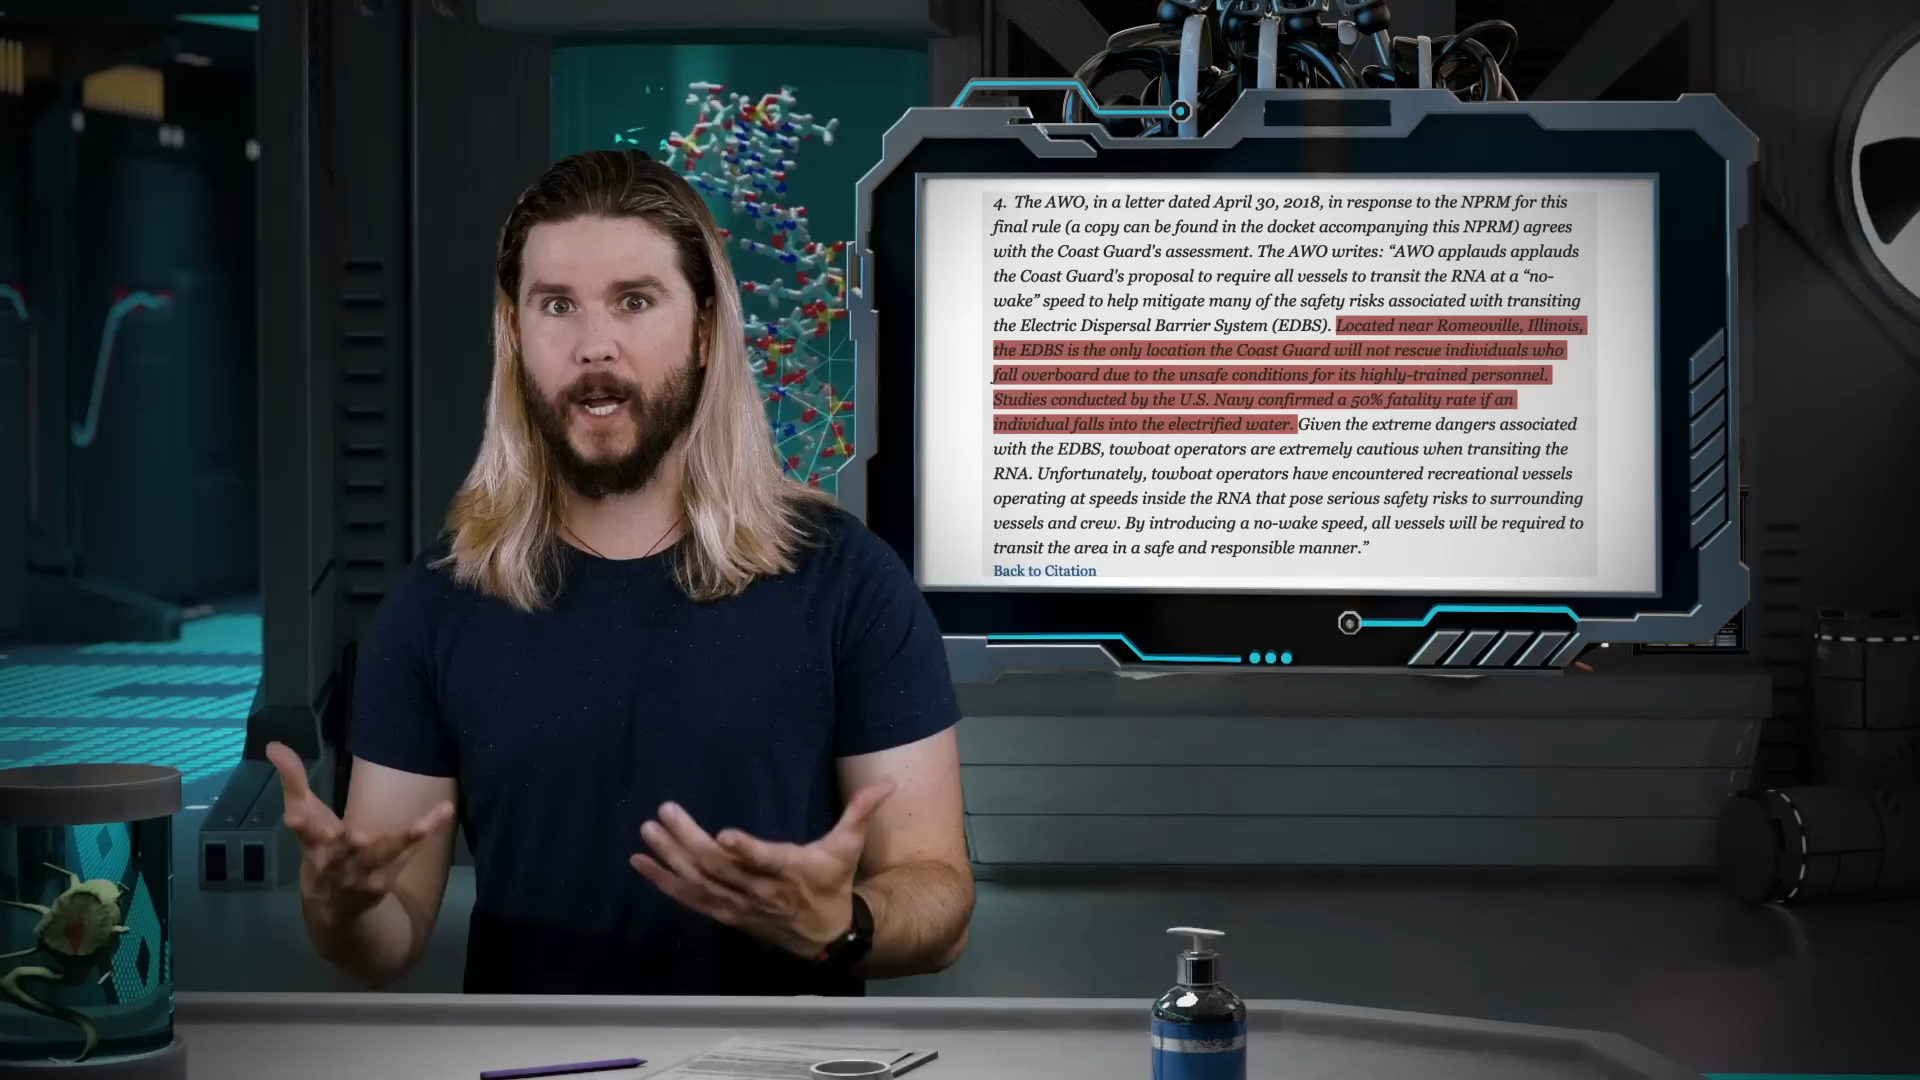 4. The AWO, in a letter dated April 30, 2018, in response to the NPRM for this
final rule (a copy can be found in the docket accompanying this NPRM) agrees
with the Coast Guard's assessment. The AWO writes: “AWO applauds applauds
the Coast Guard's proposal to require all vessels to transit the RNA at a “no-
wake” speed to help mitigate many of the safety risks associated with transiting
the Electric Dispersal Barrier System (EDBS). Located near Romeoville, Illinois,
the EDBS is the only location the Coast Guard will not rescue individuals who
fall overboard due to the unsafe conditions for its highly-trained personnel.
Studies conducted by the U.S. Navy confirmed a 50% fatality rate if an
individual falls into the electrified water. Given the extreme dangers associated
with the EDBS, towboat operators are extremely cautious when transiting the
RNA. Unfortunately, towboat operators have encountered recreational vessels
operating at speeds inside the RNA that pose serious safety risks to surrounding
vessels and crew. By introducing a no-wake speed, all vessels will be required to
transit the area in a safe and responsible manner.”
Back to Citation